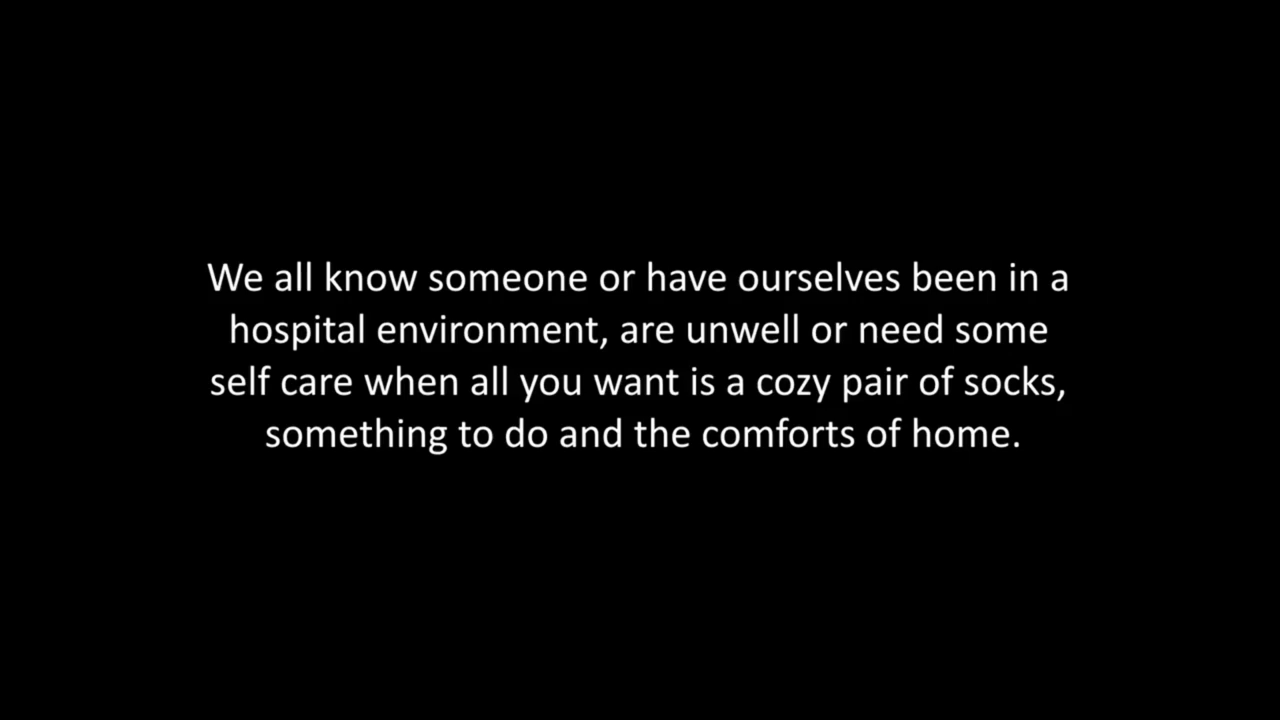 We all know someone or have ourselves been in a
hospital environment, are unwell or need some
self care when all you want is a cozy pair of socks,
something to do and the comforts of home.